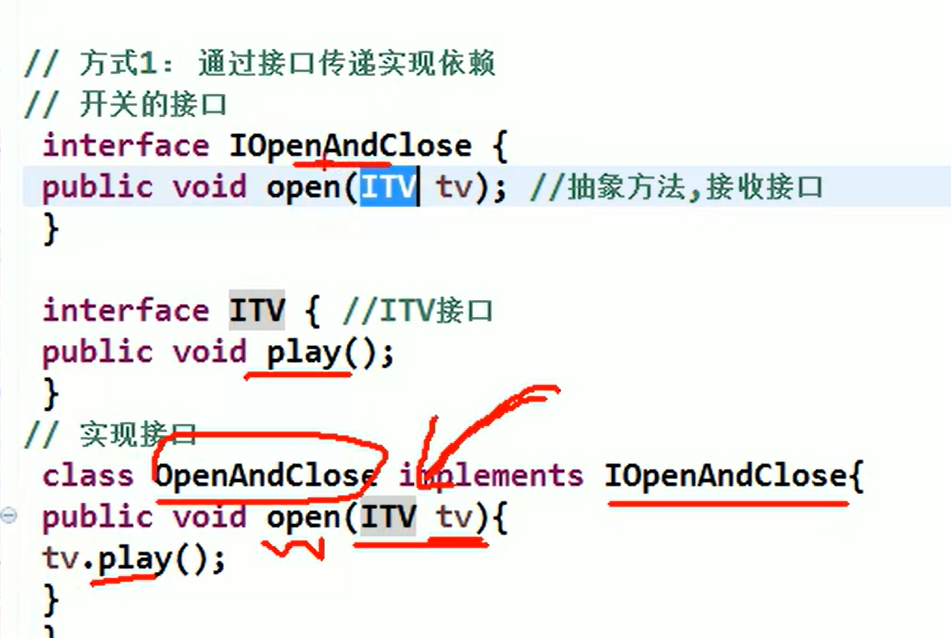 // 方式1: 通过接口传递实现依赖
// 开关的接口
interface IOpenAndClose {
public void open(ITV tv); //抽象方法,接收接口
}
interface ITV { //ITV接口
public void play();
}
// 实现接口
class OpenAndClose implements IOpenAndClose{
public void open(ITV tv){
tv.play();
}
}